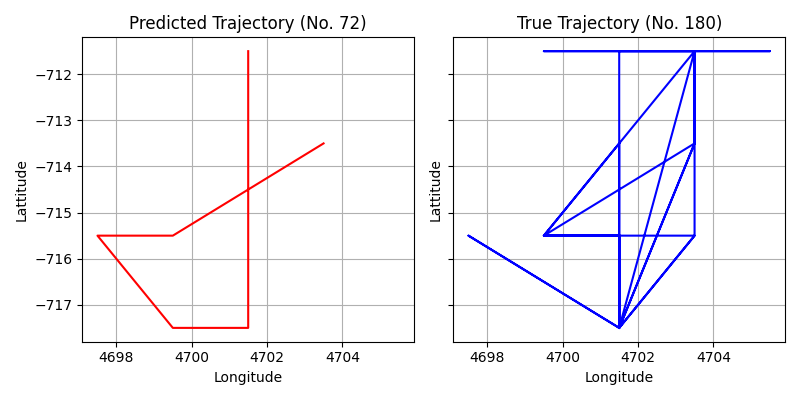 Predicted Trajectory (No. 72)
True Trajectory (No. 180)
−712
−713
−714
−715
−716
−717
Lattitude
Lattitude
4698 4700 4702 4704
4698 4700 4702 4704
Longitude
Longitude